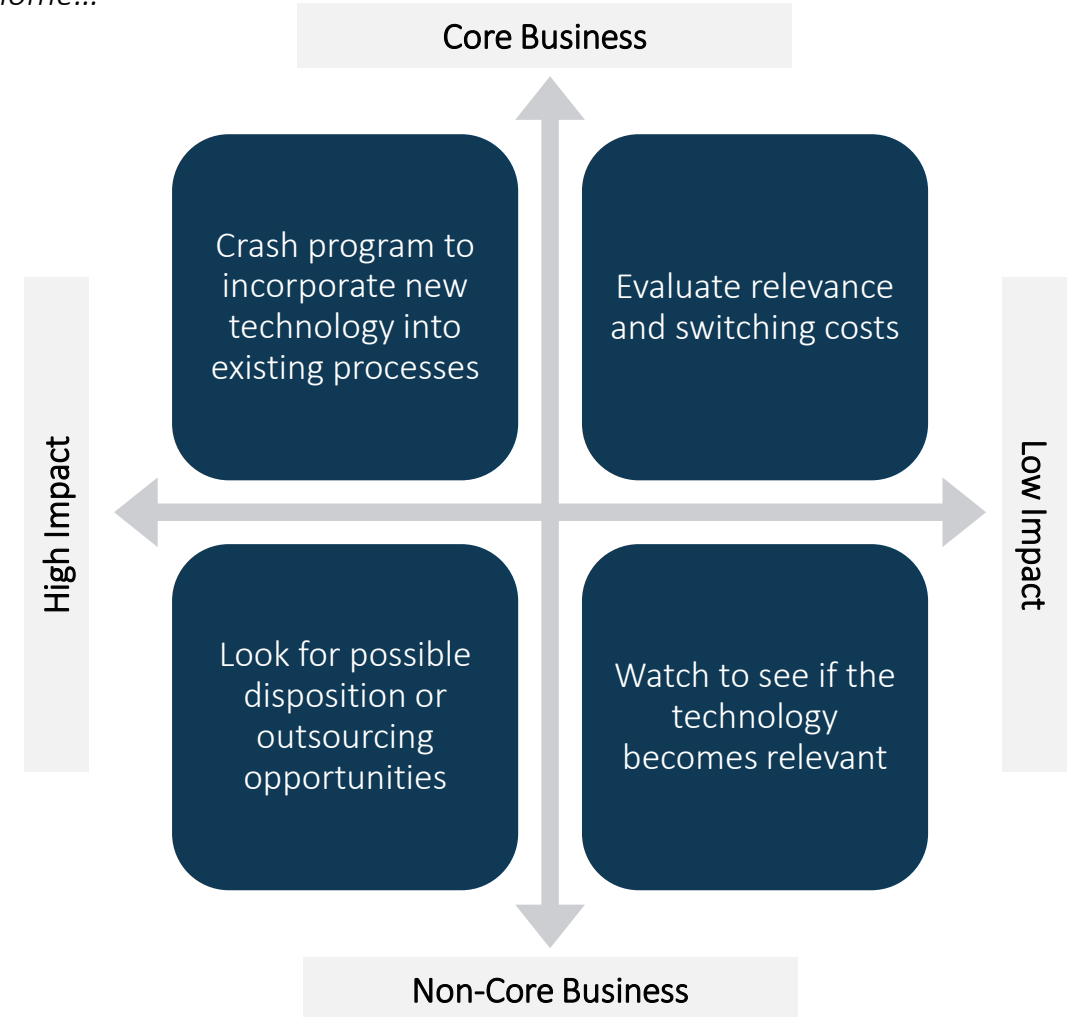 Core Business
Crash program to
incorporate new
technology into
existing processes
Evaluate relevance
and switching costs
High Impact
Low Impact
Look for possible
disposition or
outsourcing
opportunities
Watch to see if the
technology
becomes relevant
Non-Core Business